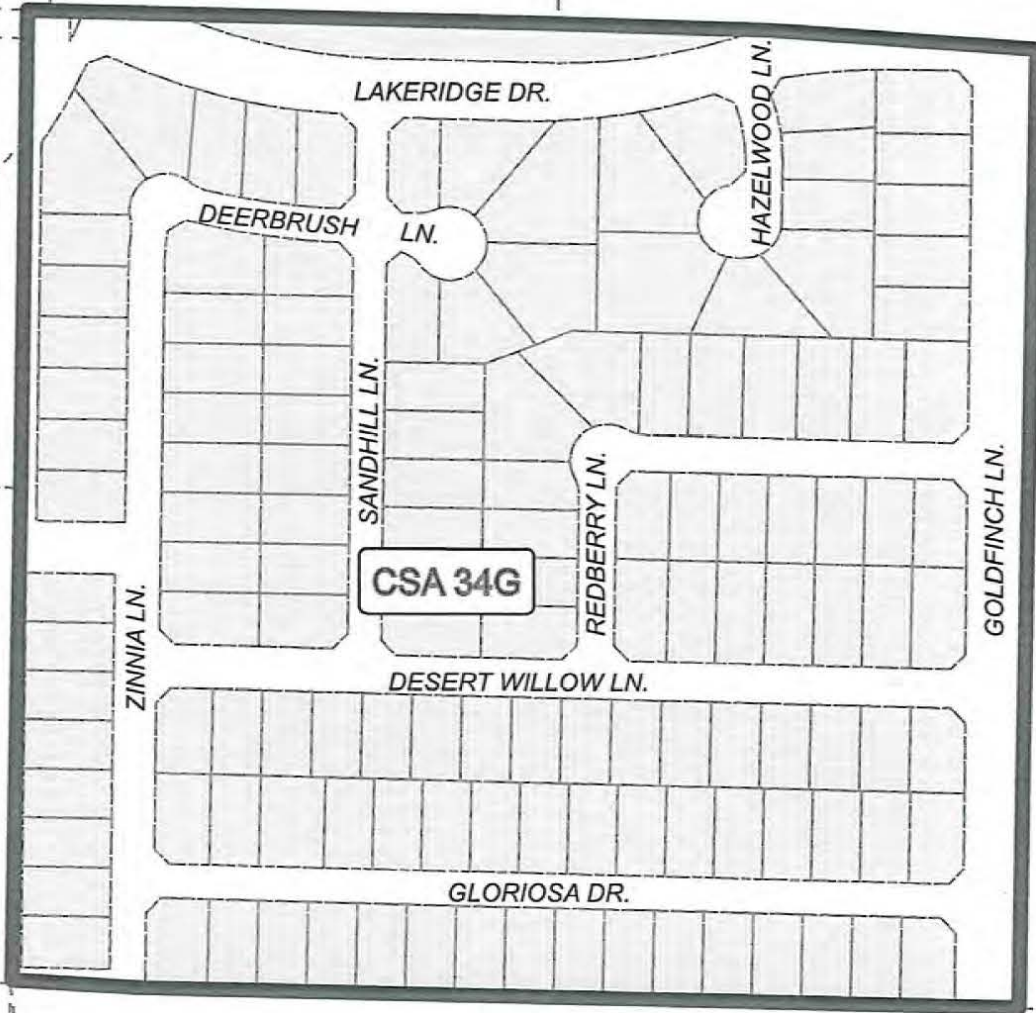 LAKERIDGE DR.
HAZELWOOD LN.
DEERBRUSH LN.
SANDHILL LN.
REDBERRY LN.
GOLDFINCH LN.
CSA 34G
ZINNIA LN.
DESERT WILLOW LN.
GLORIOSA DR.